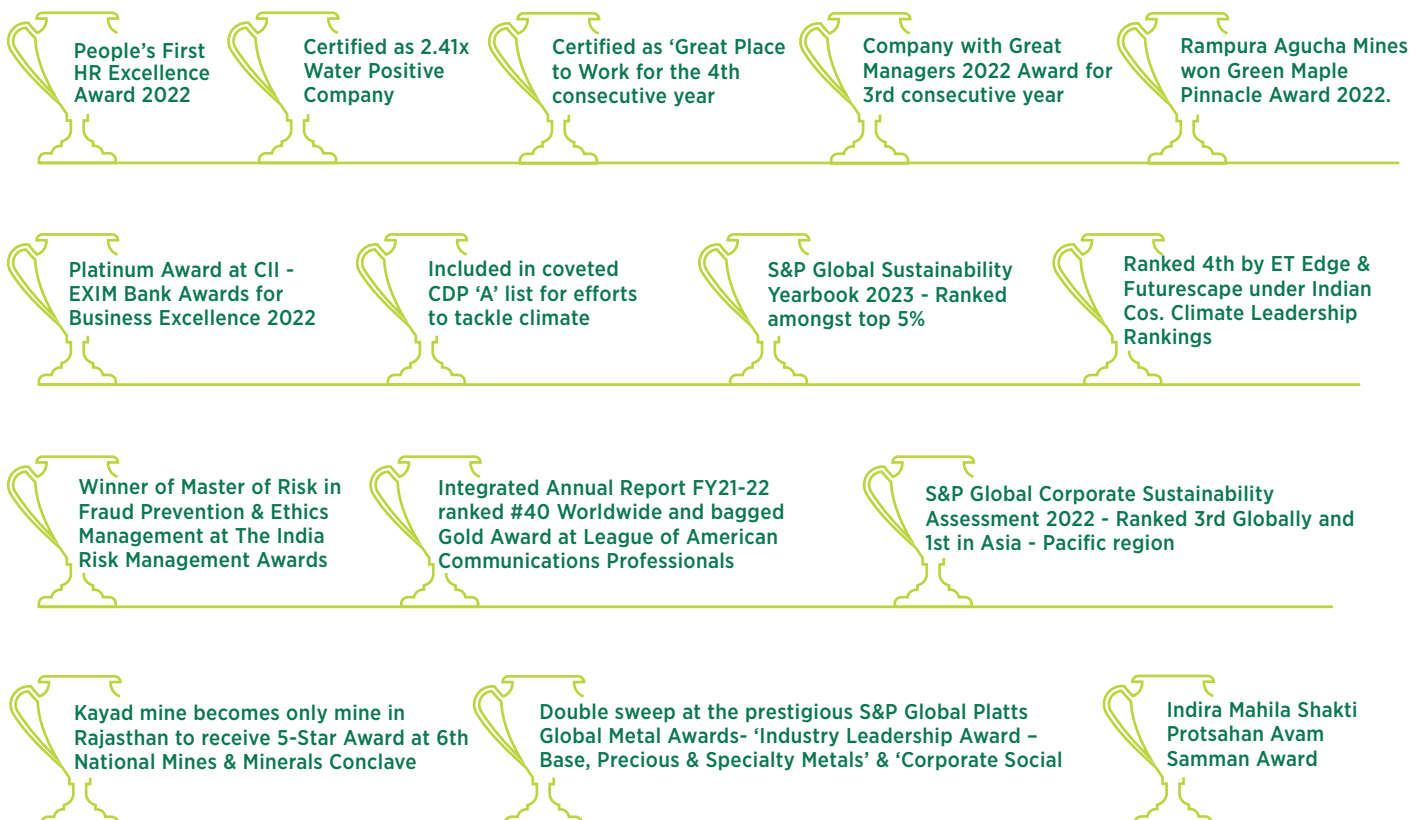 People’s First
HR Excellence
Award 2022
Certified as 2.41x
Water Positive
Company
Certified as ‘Great Place
to Work for the 4th
consecutive year
Company with Great
Managers 2022 Award for
3rd consecutive year
Rampura Agucha Mines
won Green Maple
Pinnacle Award 2022.
Platinum Award at CII -
EXIM Bank Awards for
Business Excellence 2022
Included in coveted
CDP ‘A’ list for efforts
to tackle climate
S&P Global Sustainability
Yearbook 2023 - Ranked
amongst top 5%
Ranked 4th by ET Edge &
Futurescape under Indian
Cos. Climate Leadership
Rankings
Winner of Master of Risk in
Fraud Prevention & Ethics
Management at The India
Risk Management Awards
Integrated Annual Report FY21-22
ranked #40 Worldwide and bagged
Gold Award at League of American
Communications Professionals
S&P Global Corporate Sustainability
Assessment 2022 - Ranked 3rd Globally and
1st in Asia - Pacific region
Kayad mine becomes only mine in
Rajasthan to receive 5-Star Award at 6th
National Mines & Minerals Conclave
Double sweep at the prestigious S&P Global Platts
Global Metal Awards- ‘Industry Leadership Award –
Base, Precious & Specialty Metals’ & ‘Corporate Social
Indira Mahila Shakti
Protsahan Avam
Samman Award